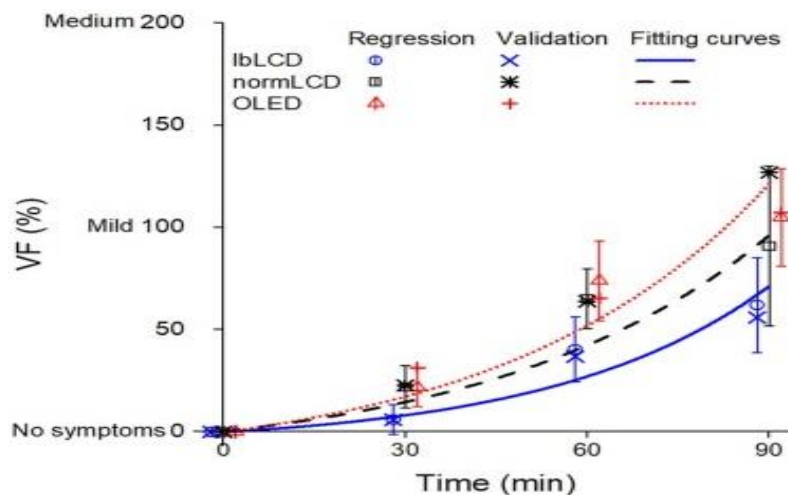 Medium 200
Regression Validation Fitting curves
lbLCD
normLCD
OLED
150
VF (%)
Mild 100
50
No symptoms 0
0 30 60 90
Time (min)